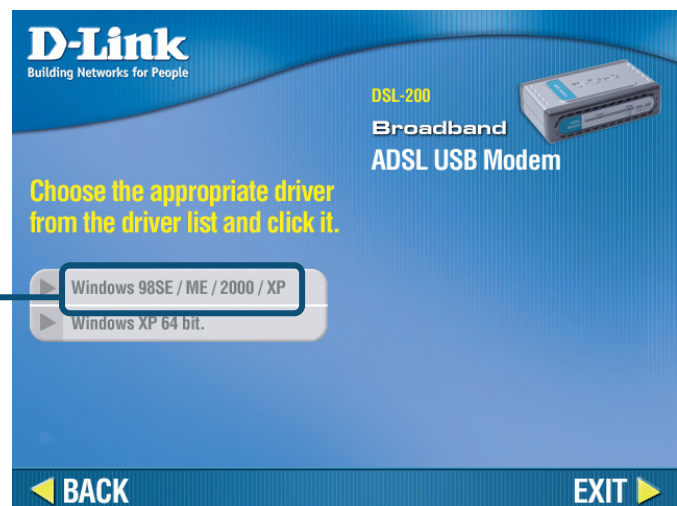 D-Link
Building Networks for People
DSL-200
Broadband
ADSL USB Modem
Choose the appropriate driver
from the driver list and click it.
Windows 98SE / ME / 2000 / XP
Windows XP 64 bit.
BACK
EXIT